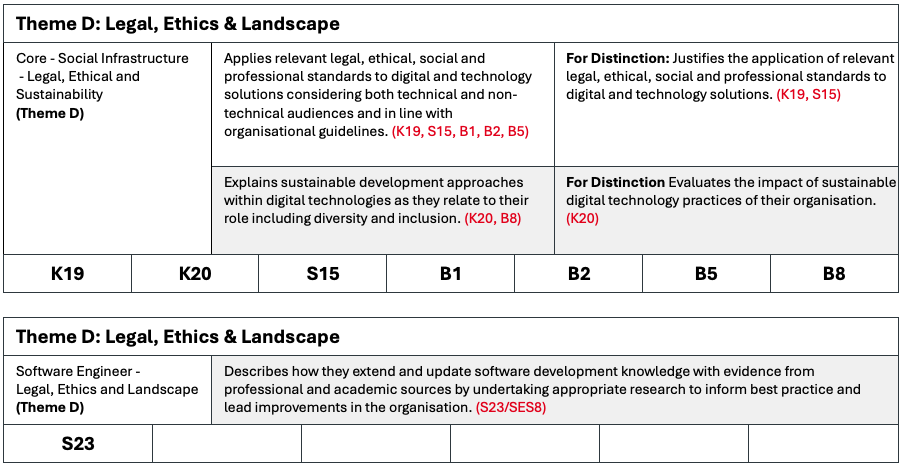 Theme D: Legal, Ethics & Landscape
Core - Social Infrastructure
- Legal, Ethical and
Sustainability
(Theme D)
Applies relevant legal, ethical, social and
professional standards to digital and technology
solutions considering both technical and non-
technical audiences and in line with
organisational guidelines. (K19, S15, B1, B2, B5)
For Distinction: Justifies the application of relevant
legal, ethical, social and professional standards to
digital and technology solutions. (K19, S15)
Explains sustainable development approaches
within digital technologies as they relate to their
role including diversity and inclusion. (K20, B8)
For Distinction Evaluates the impact of sustainable
digital technology practices of their organisation.
(K20)
K19 K20 S15 B1 B2 B5 B8
Theme D: Legal, Ethics & Landscape
Software Engineer -
Legal, Ethics and Landscape
(Theme D)
Describes how they extend and update software development knowledge with evidence from
professional and academic sources by undertaking appropriate research to inform best practice and
lead improvements in the organisation. (S23/SES8)
S23